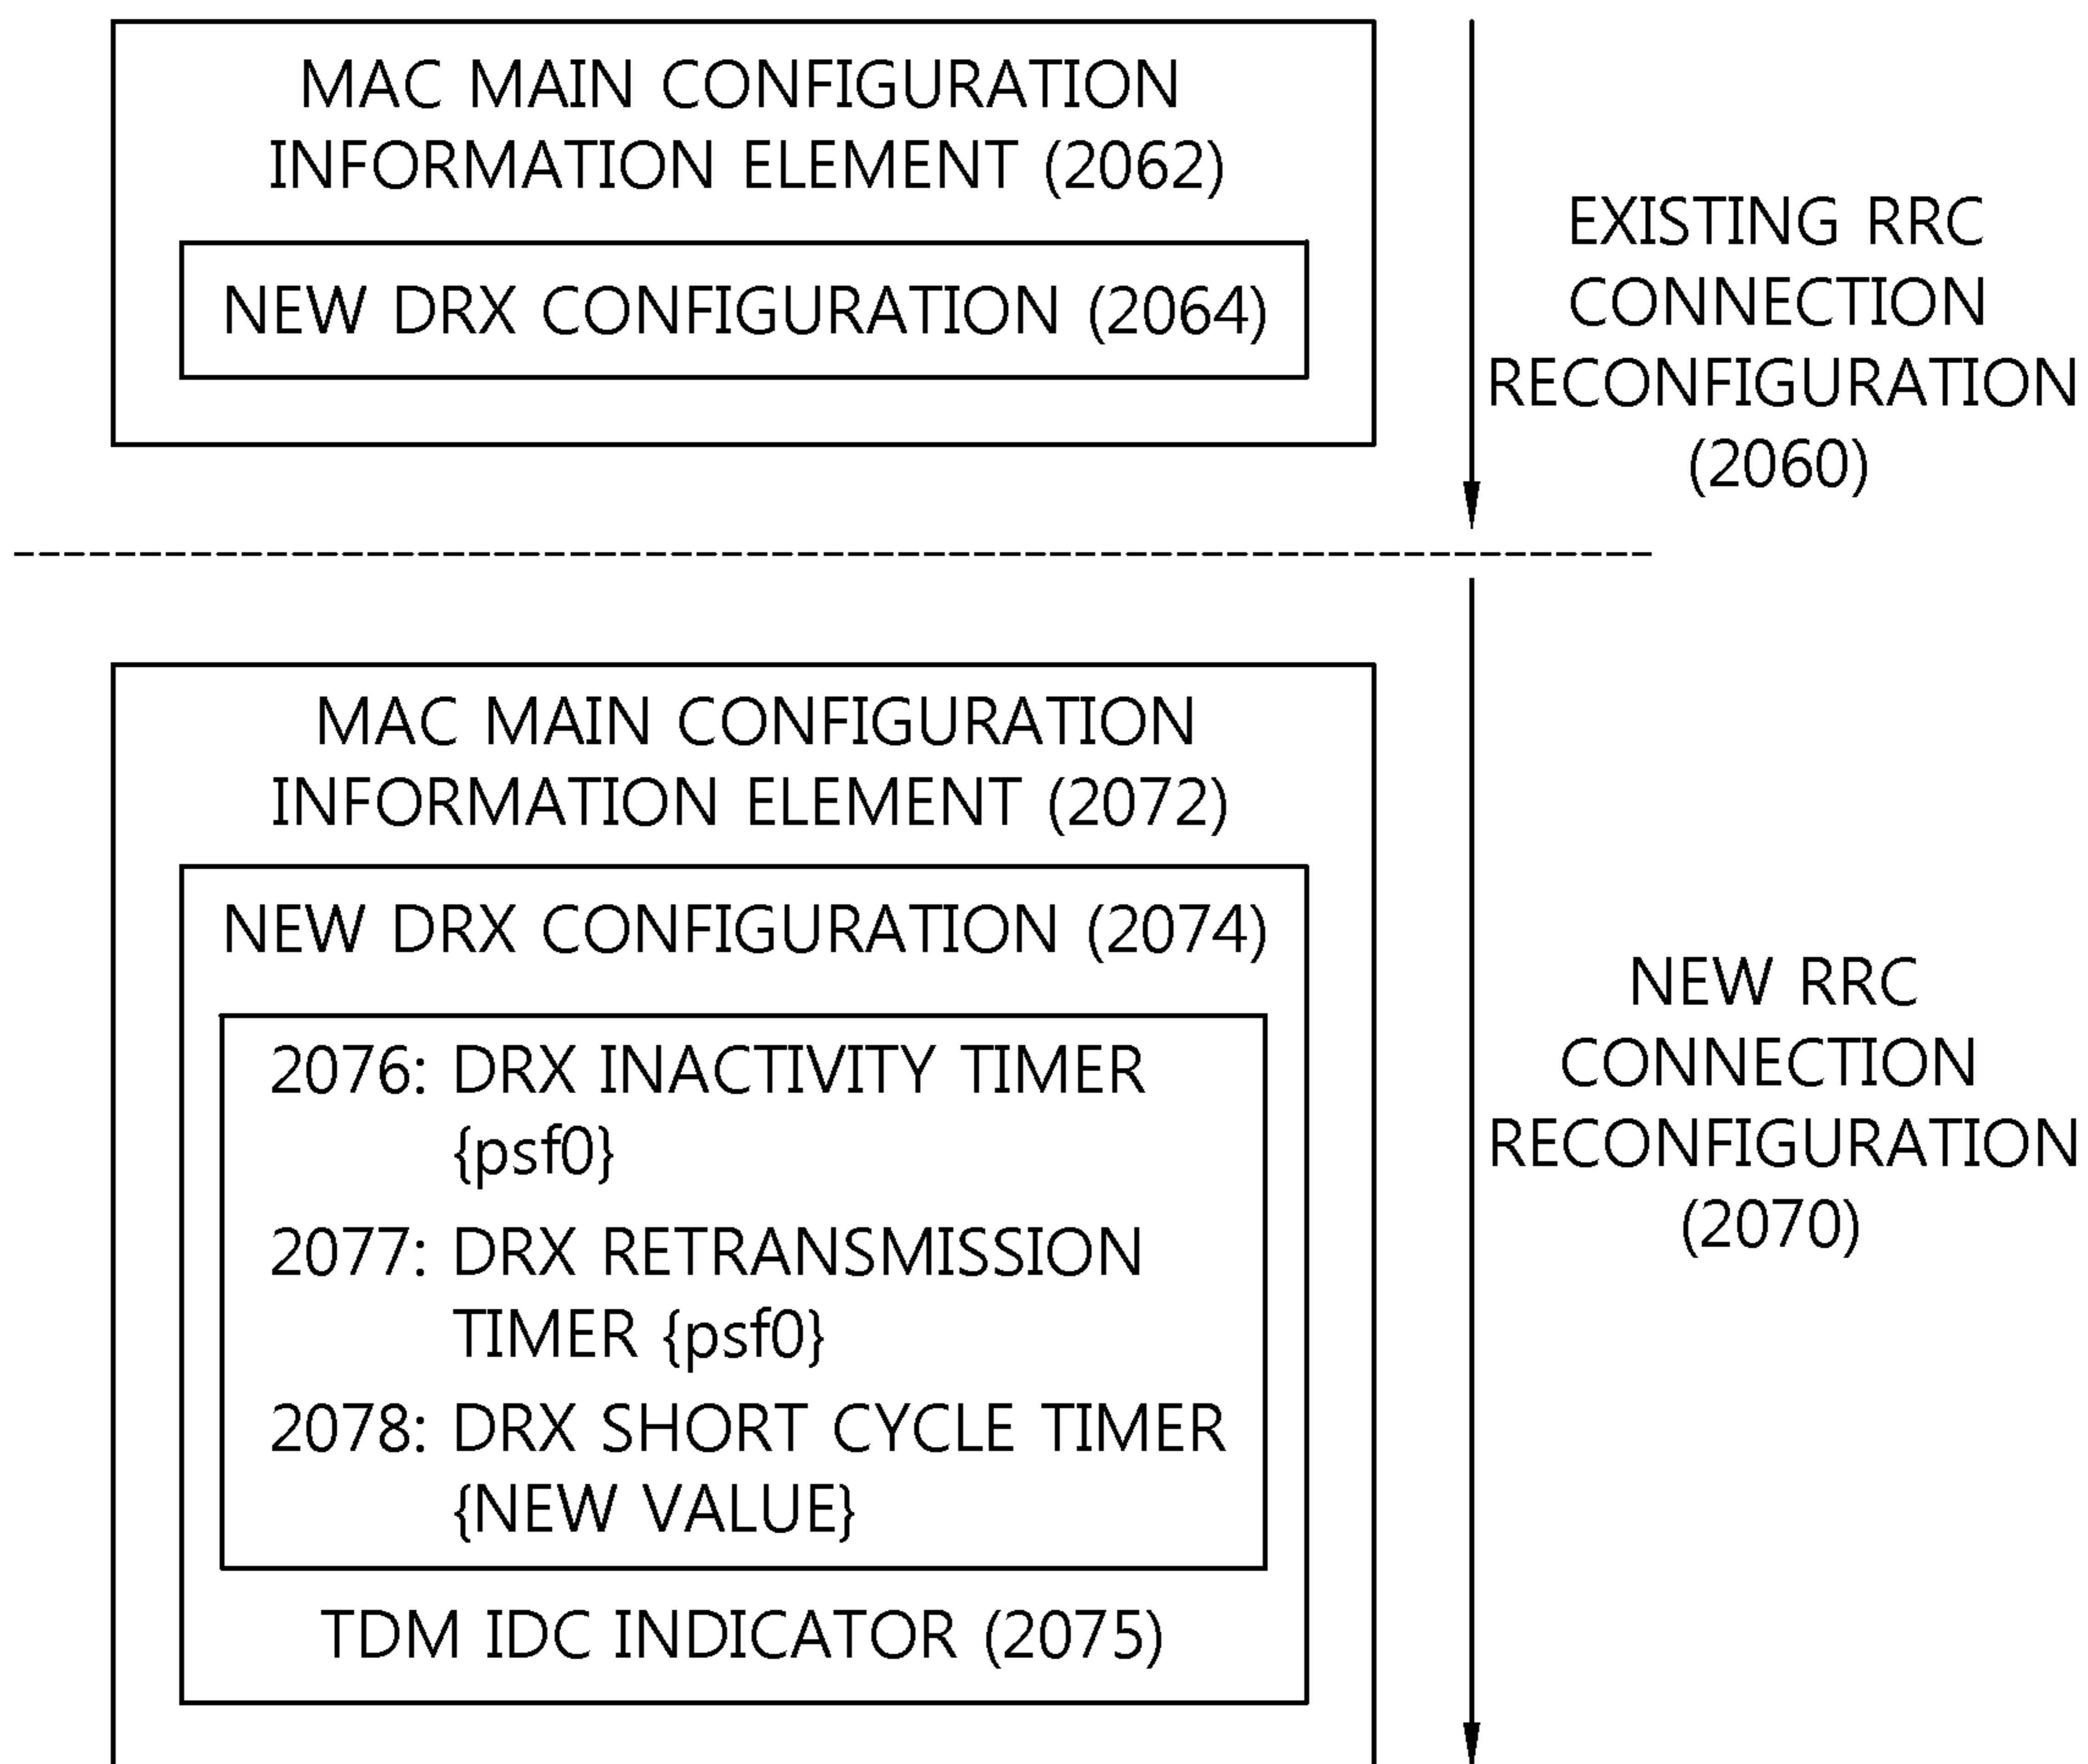 MAC MAIN CONFIGURATION
INFORMATION ELEMENT (2062)
NEW DRX CONFIGURATION (2064)
EXISTING RRC
CONNECTION
RECONFIGURATION
(2060)
MAC MAIN CONFIGURATION
INFORMATION ELEMENT (2072)
NEW DRX CONFIGURATION (2074)
2076: DRX INACTIVITY TIMER
{psf0}
2077: DRX RETRANSMISSION
TIMER {psf0}
2078: DRX SHORT CYCLE TIMER
{NEW VALUE}
TDM IDC INDICATOR (2075)
NEW RRC
CONNECTION
RECONFIGURATION
(2070)